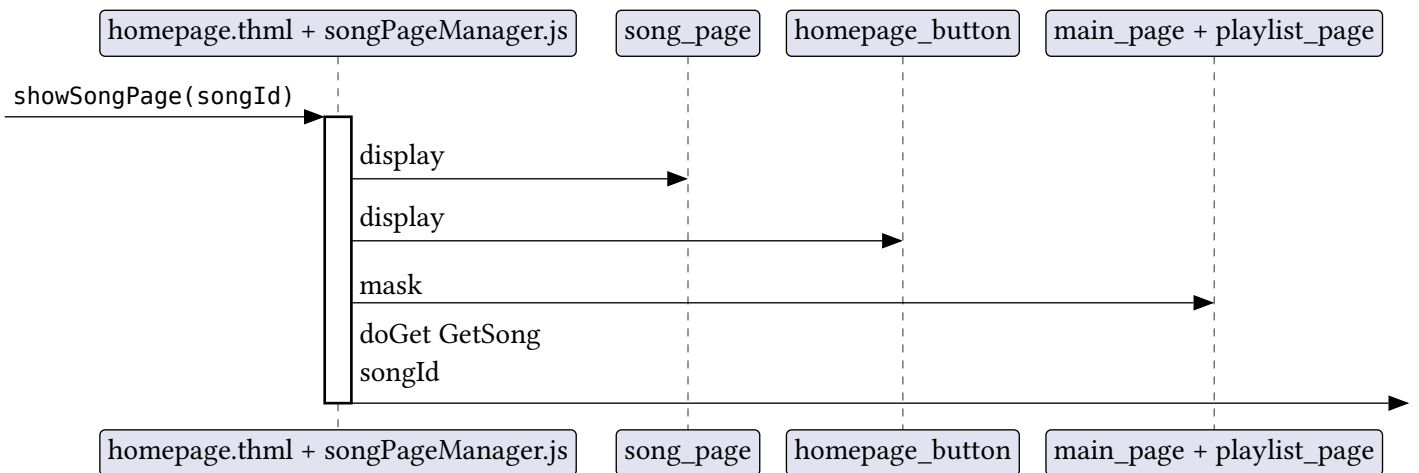 homepage.thml + songPageManager.js
song_page
homepage_button
main_page + playlist_page
showSongPage(songId)
display
display
mask
doGet GetSong
songId
homepage.thml + songPageManager.js
song_page
homepage_button
main_page + playlist_page